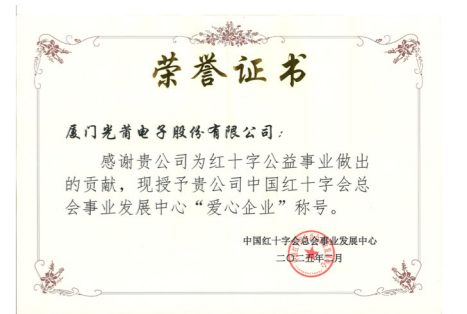 荣誉证书
厦门光莆电子股份有限公司：
感谢贵公司为红十字公益事业做出
的贡献，现授予贵公司中国红十字会总
会事业发展中心“爱心企业”称号。
中国红十字会总会事业发展中心
二〇二五年二月